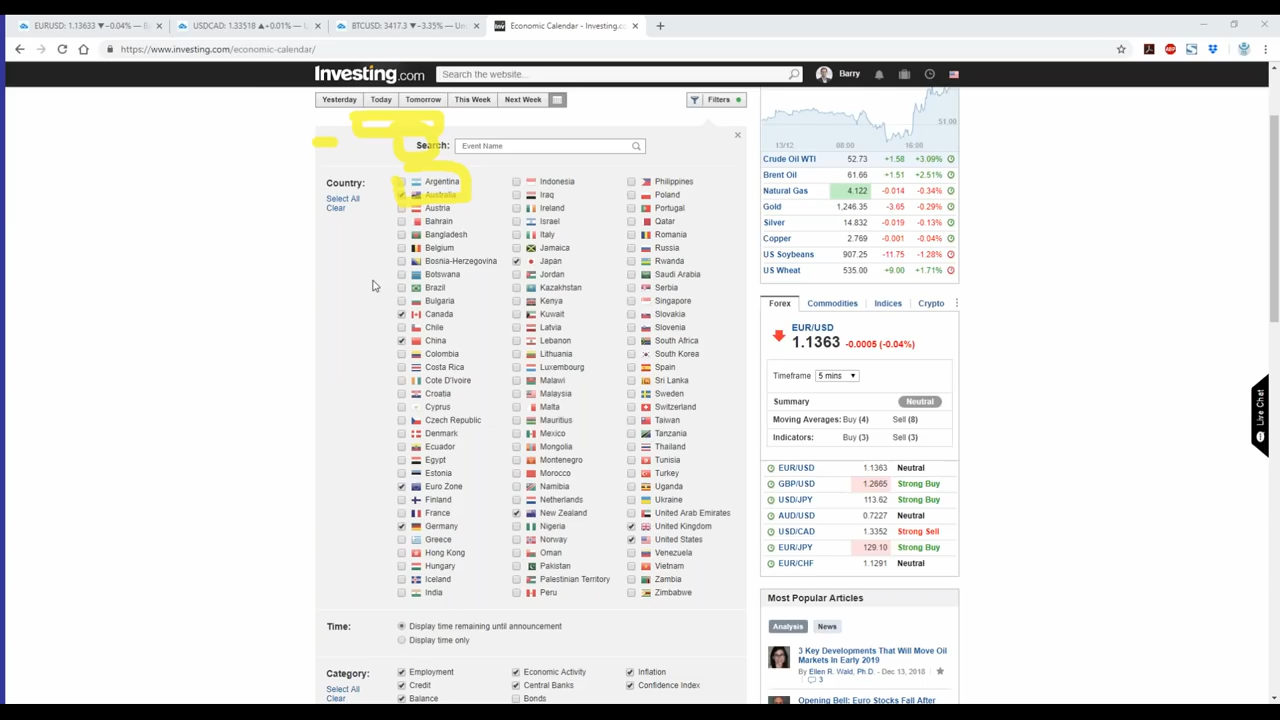 EURUSD: 1.13633 ▼−0.04% —
USDCAD: 1.33518 ▲+0.01% —
BTCUSD: 3417.3 ▼−3.35% —
Economic Calendar - Investing.co
https://www.investing.com/economic-calendar/
Investing.com
Search the website...
Barry
Yesterday
Today
Tomorrow
This Week
Next Week
Filters
Search:
Event Name
Country:
Select All
Clear
Argentina
Australia
Austria
Bahrain
Bangladesh
Belgium
Bosnia-Herzegovina
Botswana
Brazil
Bulgaria
Canada
Chile
China
Colombia
Costa Rica
Cote D'Ivoire
Croatia
Cyprus
Czech Republic
Denmark
Ecuador
Egypt
Estonia
Euro Zone
Finland
France
Germany
Greece
Hong Kong
Hungary
Iceland
India
Indonesia
Iraq
Ireland
Israel
Italy
Jamaica
Japan
Jordan
Kazakhstan
Kenya
Kuwait
Latvia
Lebanon
Lithuania
Luxembourg
Malawi
Malaysia
Malta
Mauritius
Mexico
Mongolia
Montenegro
Morocco
Namibia
Netherlands
New Zealand
Nigeria
Norway
Oman
Pakistan
Palestinian Territory
Peru
Philippines
Poland
Portugal
Qatar
Romania
Russia
Rwanda
Saudi Arabia
Serbia
Singapore
Slovakia
Slovenia
South Africa
South Korea
Spain
Sri Lanka
Sweden
Switzerland
Taiwan
Tanzania
Thailand
Tunisia
Turkey
Uganda
Ukraine
United Arab Emirates
United Kingdom
United States
Venezuela
Vietnam
Zambia
Zimbabwe
Time:
Display time remaining until announcement
Display time only
Category:
Select All
Clear
Employment
Economic Activity
Inflation
Credit
Central Banks
Confidence Index
Balance
Bonds
51.00
13/12 08:00 16:00
Crude Oil WTI 52.73 +1.58 +3.09%
Brent Oil 61.66 +1.51 +2.51%
Natural Gas 4.122 -0.014 -0.34%
Gold 1,246.35 -3.65 -0.29%
Silver 14.832 -0.019 -0.13%
Copper 2.769 -0.001 -0.04%
US Soybeans 907.25 -11.75 -1.28%
US Wheat 535.00 +9.00 +1.71%
Forex
Commodities
Indices
Crypto
EUR/USD
1.1363 -0.0005 (-0.04%)
Timeframe 5 mins
Summary Neutral
Moving Averages: Buy (4) Sell (8)
Indicators: Buy (3) Sell (3)
EUR/USD 1.1363 Neutral
GBP/USD 1.2665 Strong Buy
USD/JPY 113.62 Strong Buy
AUD/USD 0.7227 Neutral
USD/CAD 1.3352 Strong Sell
EUR/JPY 129.10 Strong Buy
EUR/CHF 1.1291 Neutral
Most Popular Articles
Analysis
News
3 Key Developments That Will Move Oil
Markets In Early 2019
By Ellen R. Wald, Ph.D. - Dec 13, 2018
3
Opening Bell: Euro Stocks Fall After
Live Chat
ABP